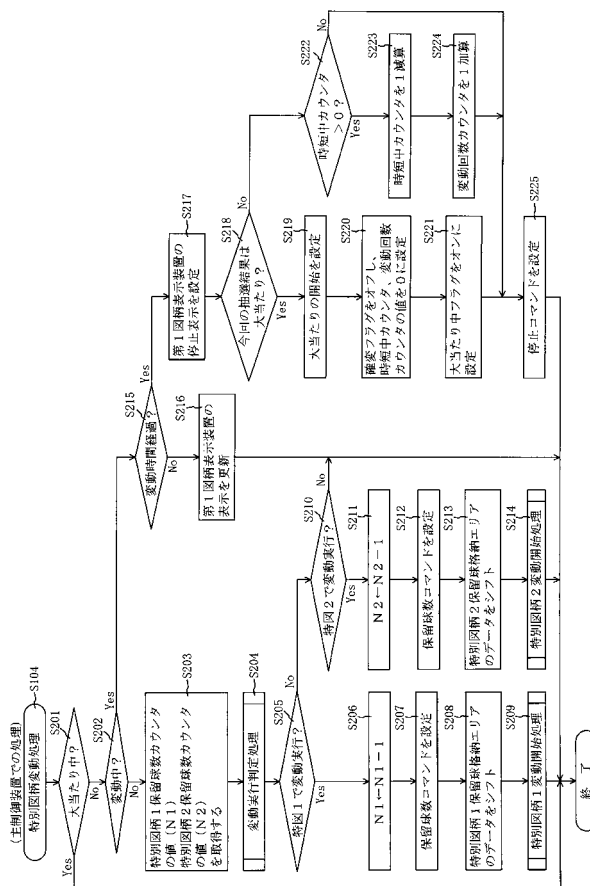 (主制御装置での処理)
特別図柄変動処理
S104
大当たり中？
S201
Yes
No
変動中？
S202
Yes
No
特別図柄１保留球数カウンタ
の値（Ｎ１）
特別図柄２保留球数カウンタ
の値（Ｎ２）
を取得する
S203
変動実行判定処理
S204
特図１で変動実行？
S205
No
Yes
Ｎ１←Ｎ１－１
S206
保留球数コマンドを設定
S207
特別図柄１保留球格納エリア
のデータをシフト
S208
特別図柄１変動開始処理
S209
特図２で変動実行？
S210
No
Yes
Ｎ２←Ｎ２－１
S211
保留球数コマンドを設定
S212
特別図柄２保留球格納エリア
のデータをシフト
S213
特別図柄２変動開始処理
S214
変動時間経過？
S215
Yes
No
第１図柄表示装置の
表示を更新
S216
第１図柄表示装置の
停止表示を設定
S217
今回の抽選結果は
大当たり？
S218
No
Yes
大当たりの開始を設定
S219
確変フラグをオフし、
時短中カウンタ、変動回数
カウンタの値を０に設定
S220
大当たり中フラグをオンに
設定
S221
時短中カウンタ
＞０？
S222
No
Yes
時短中カウンタを１減算
S223
変動回数カウンタを１加算
S224
停止コマンドを設定
S225
終 了